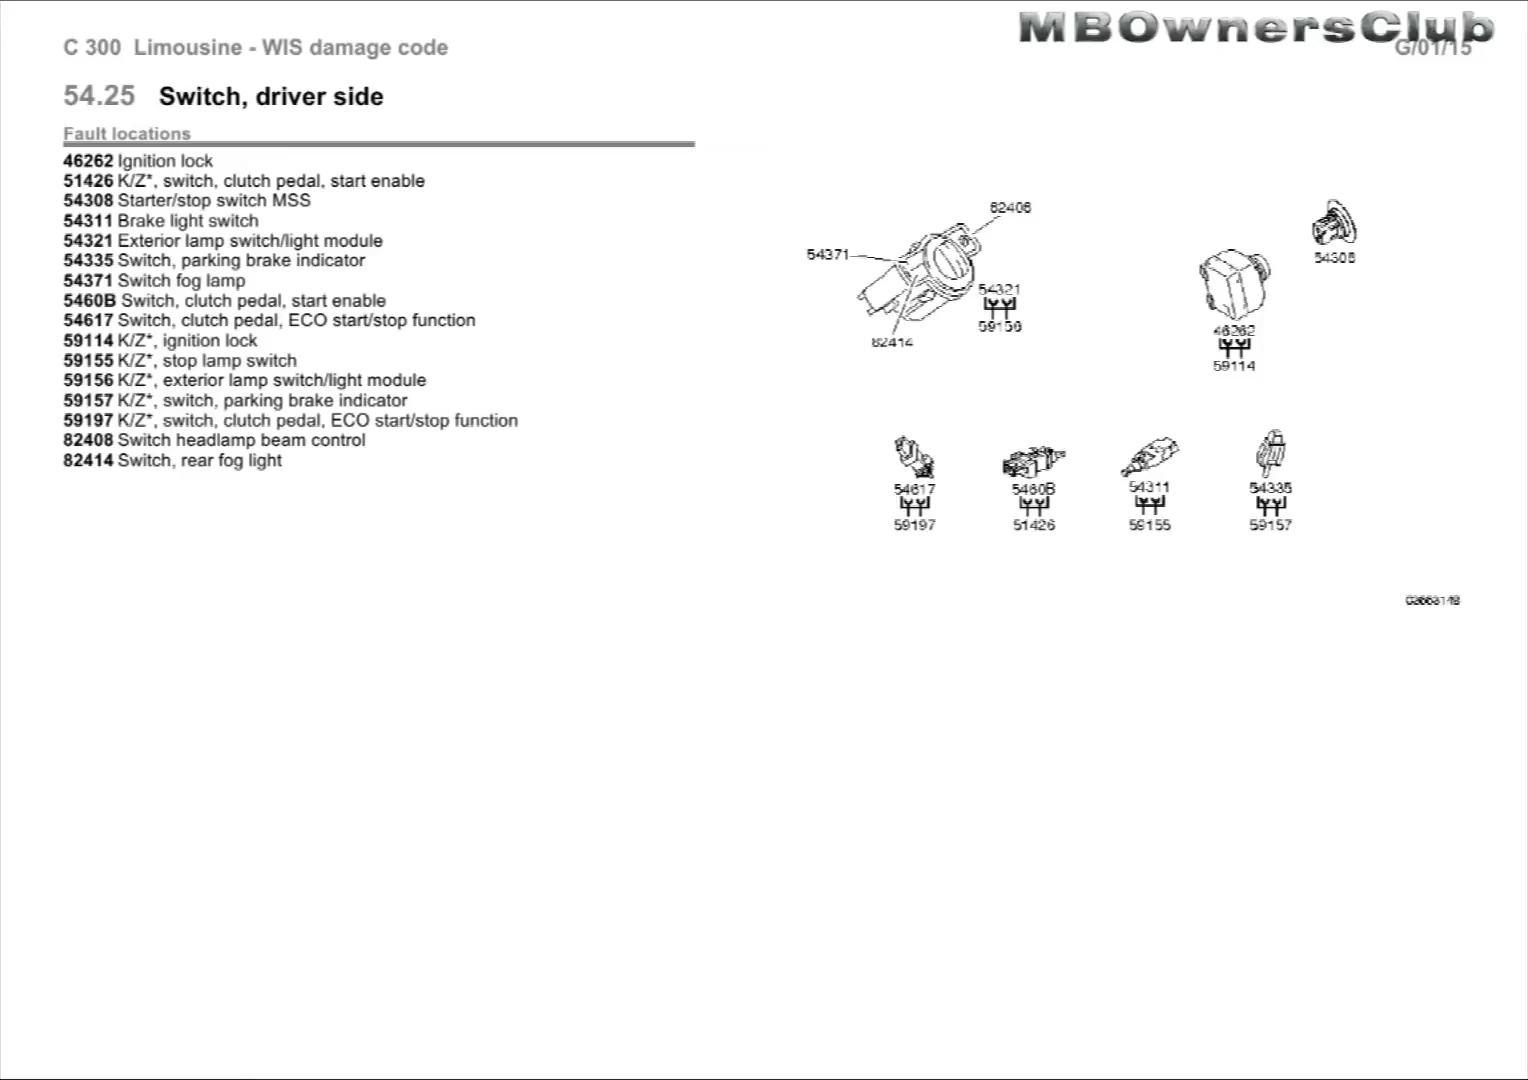 MBOwnersClub
C 300 Limousine - WIS damage code
G/01/15
54.25 Switch, driver side
Fault locations
46262 Ignition lock
51426 K/Z*, switch, clutch pedal, start enable
54308 Starter/stop switch MSS
54311 Brake light switch
54321 Exterior lamp switch/light module
54335 Switch, parking brake indicator
54371 Switch fog lamp
5460B Switch, clutch pedal, start enable
54617 Switch, clutch pedal, ECO start/stop function
59114 K/Z*, ignition lock
59155 K/Z*, stop lamp switch
59156 K/Z*, exterior lamp switch/light module
59157 K/Z*, switch, parking brake indicator
59197 K/Z*, switch, clutch pedal, ECO start/stop function
82408 Switch headlamp beam control
82414 Switch, rear fog light
82408
54371
54321
59156
82414
54308
46262
59114
54617
59197
5460B
51426
54311
59155
54335
59157